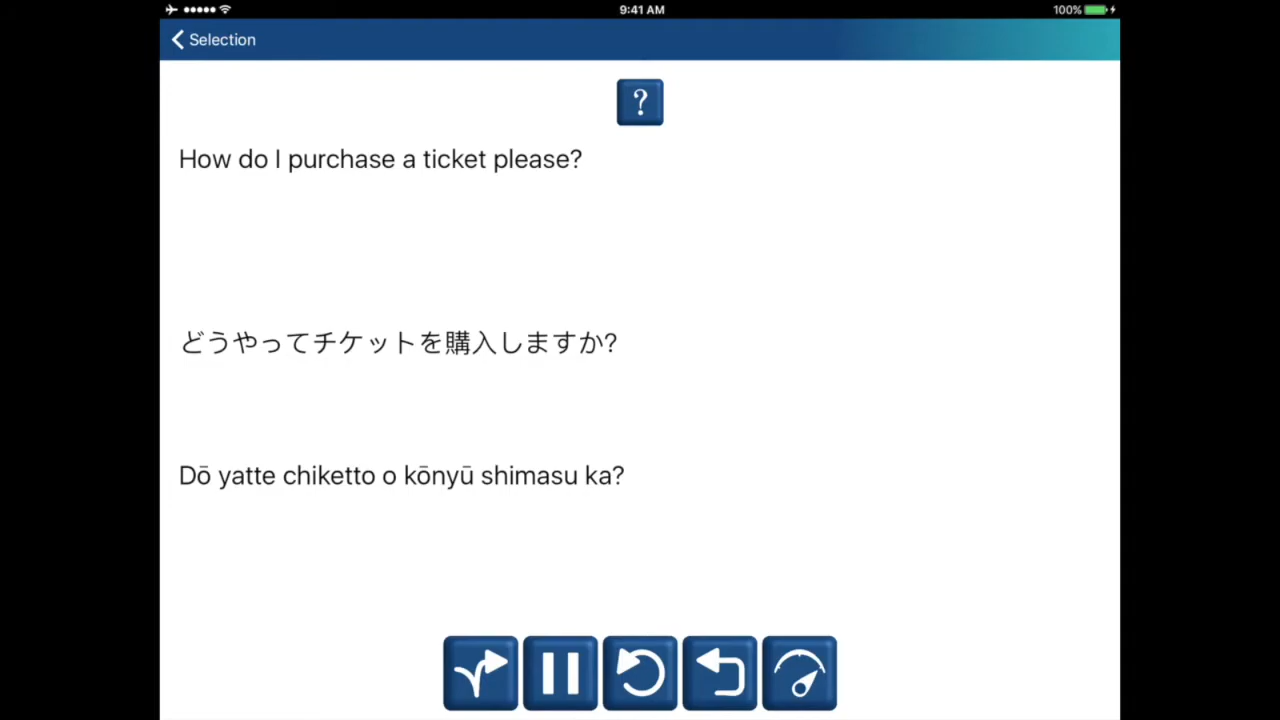 9:41 AM
100%
Selection
?
How do I purchase a ticket please?
どうやってチケットを購入しますか?
Dō yatte chiketto o kōnyū shimasu ka?